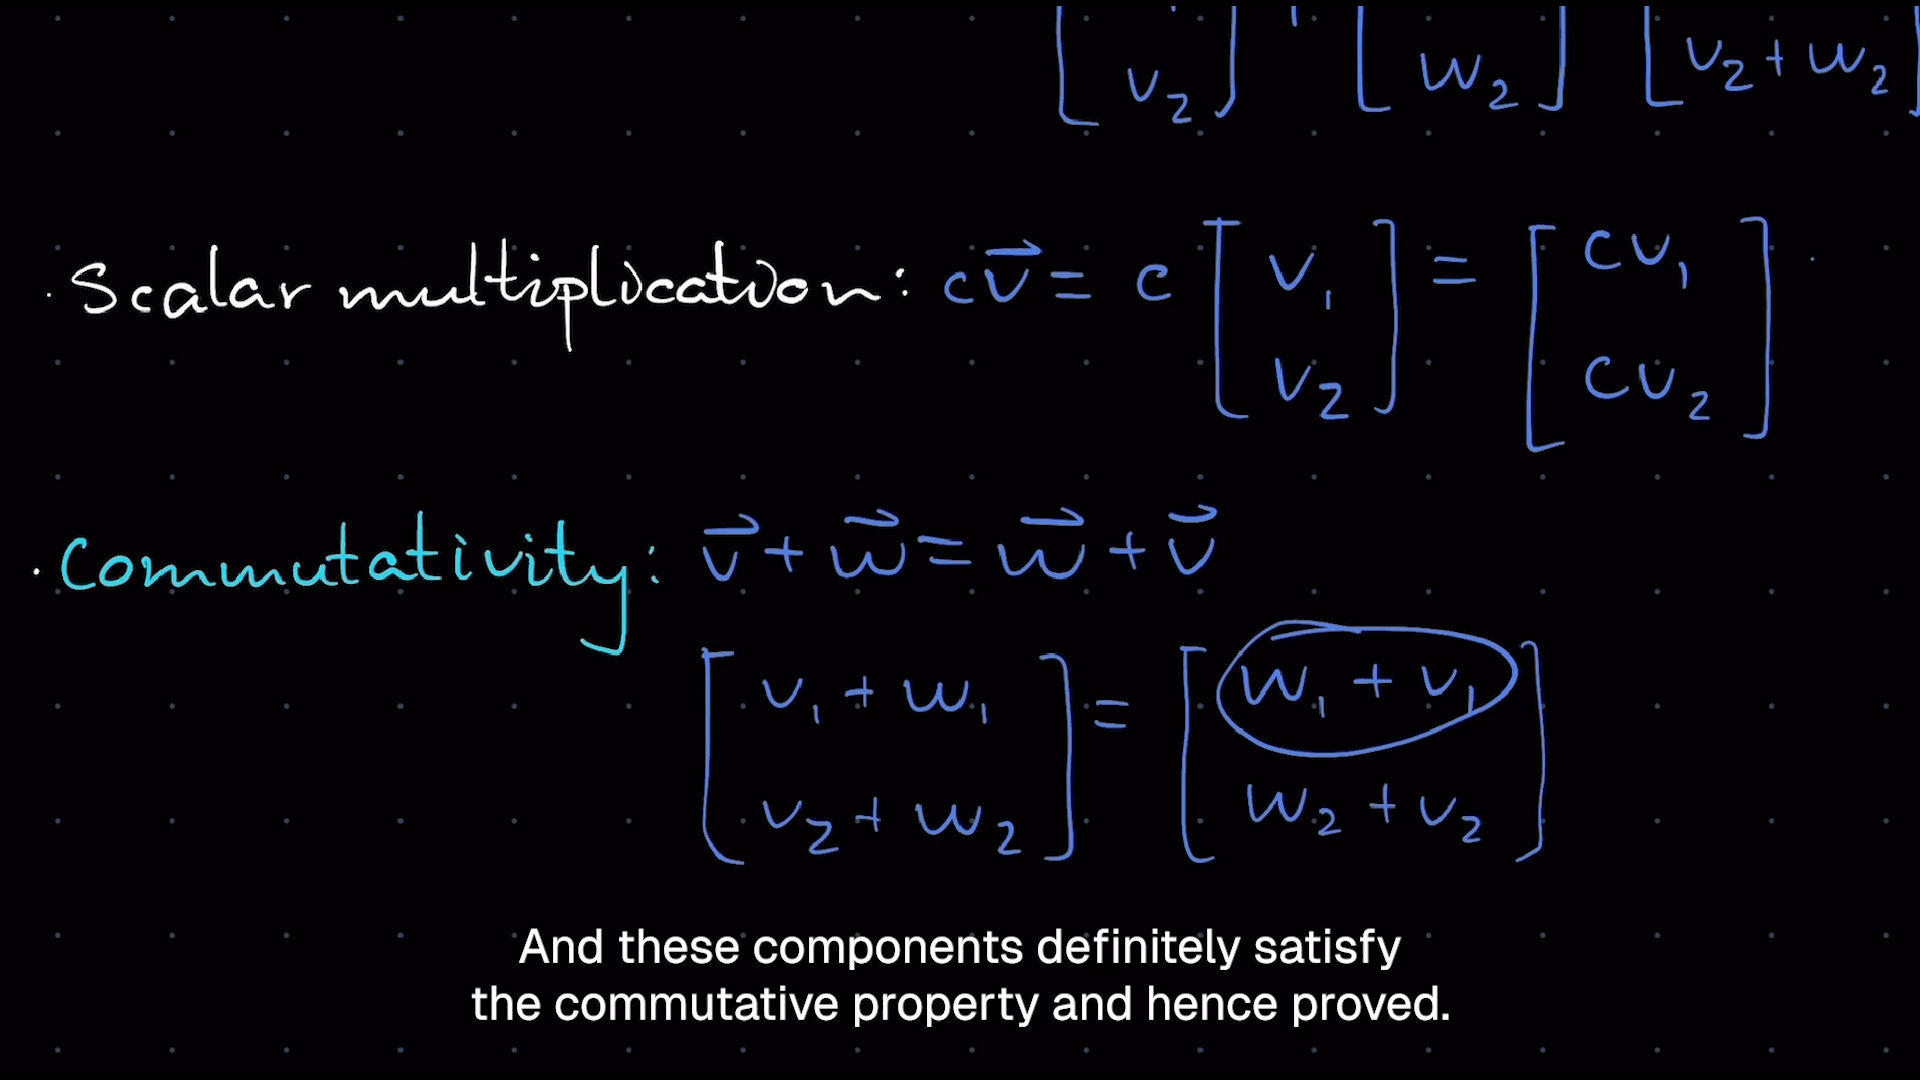 [ v₂ ] [ w₂ ] [ v₂ + w₂ ]
· Scalar multiplication: cv⃗ = c [ v₁ v₂ ] = [ cv₁ cv₂ ]
· Commutativity: v⃗ + w⃗ = w⃗ + v⃗
[ v₁ + w₁ ] = [ w₁ + v₁ ]
[ v₂ + w₂ ] [ w₂ + v₂ ]
And these components definitely satisfy
the commutative property and hence proved.